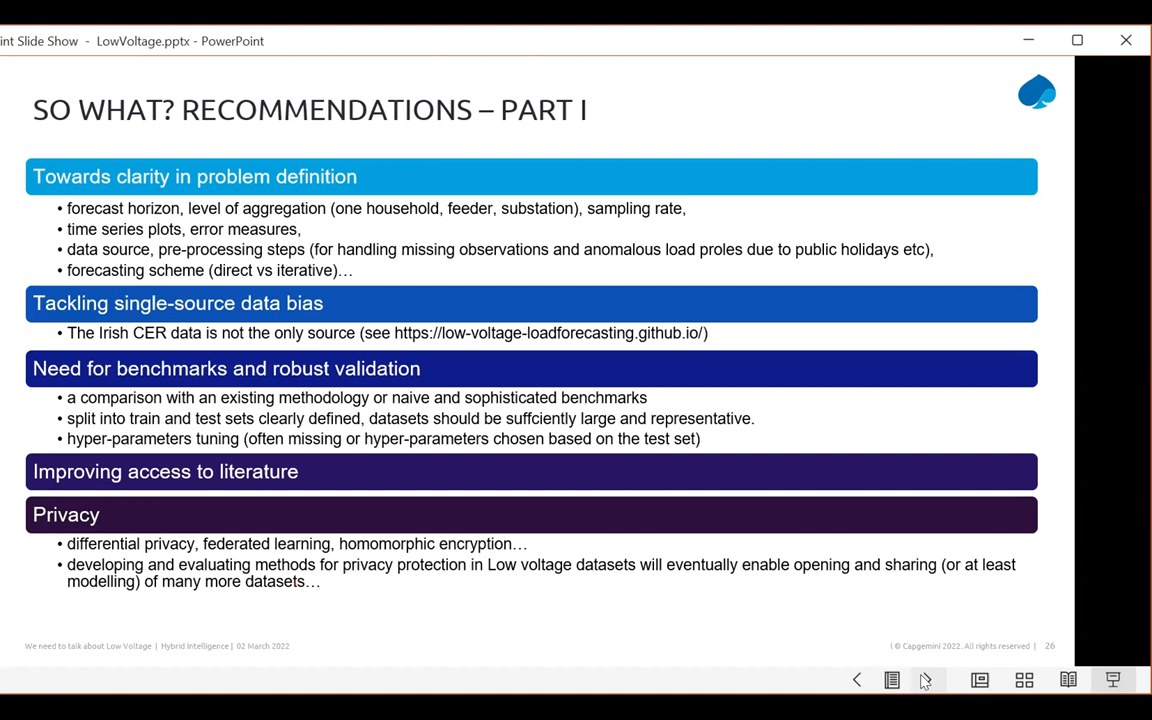 int Slide Show - LowVoltage.pptx - PowerPoint
SO WHAT? RECOMMENDATIONS – PART I
Towards clarity in problem definition
• forecast horizon, level of aggregation (one household, feeder, substation), sampling rate,
• time series plots, error measures,
• data source, pre-processing steps (for handling missing observations and anomalous load proles due to public holidays etc),
• forecasting scheme (direct vs iterative)…
Tackling single-source data bias
• The Irish CER data is not the only source (see https://low-voltage-loadforecasting.github.io/)
Need for benchmarks and robust validation
• a comparison with an existing methodology or naive and sophisticated benchmarks
• split into train and test sets clearly defined, datasets should be suffciently large and representative.
• hyper-parameters tuning (often missing or hyper-parameters chosen based on the test set)
Improving access to literature
Privacy
• differential privacy, federated learning, homomorphic encryption…
• developing and evaluating methods for privacy protection in Low voltage datasets will eventually enable opening and sharing (or at least
modelling) of many more datasets…
We need to talk about Low Voltage | Hybrid Intelligence | 02 March 2022
l © Capgemini 2022. All rights reserved | 26